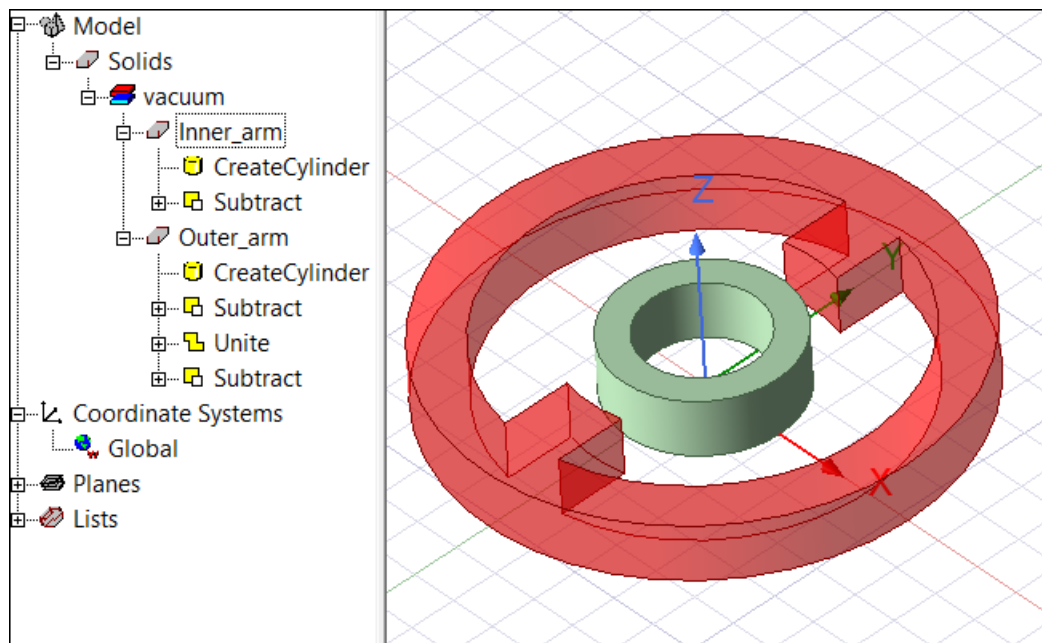 Model
Solids
vacuum
Inner_arm
CreateCylinder
Subtract
Outer_arm
CreateCylinder
Subtract
Unite
Subtract
Coordinate Systems
Global
Planes
Lists
Z
Y
X